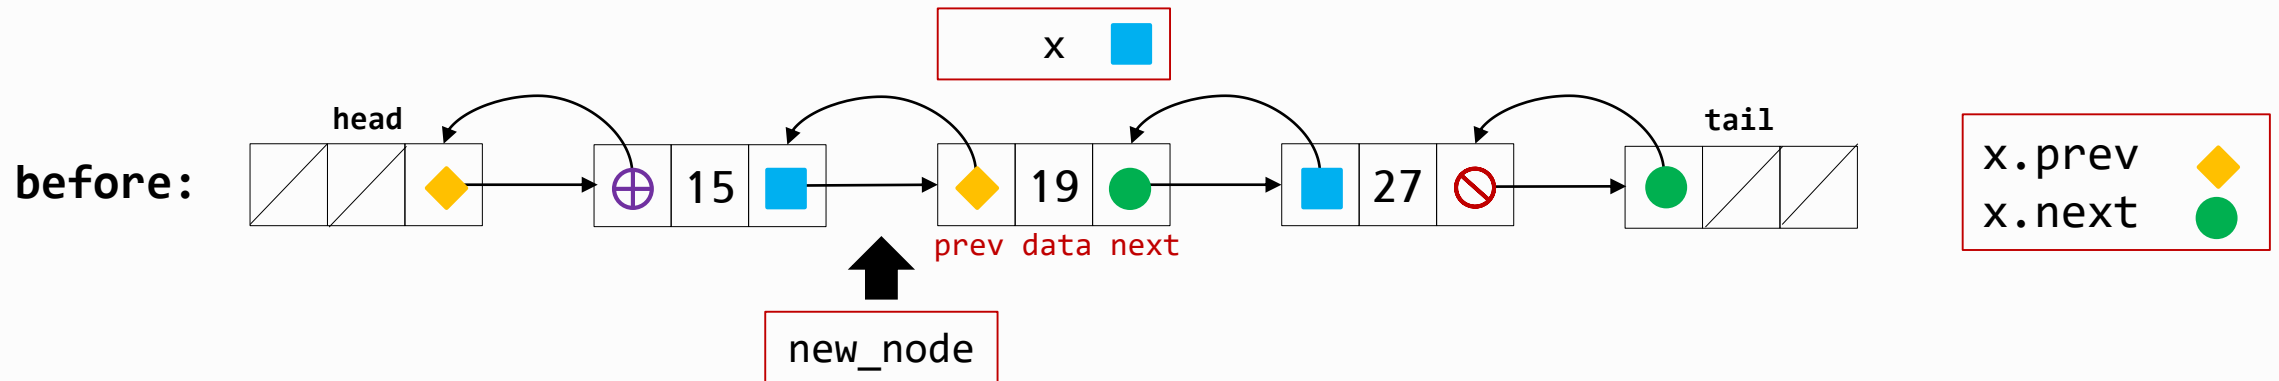 x
head
tail
before:
15
19
27
prev data next
x.prev
x.next
new_node